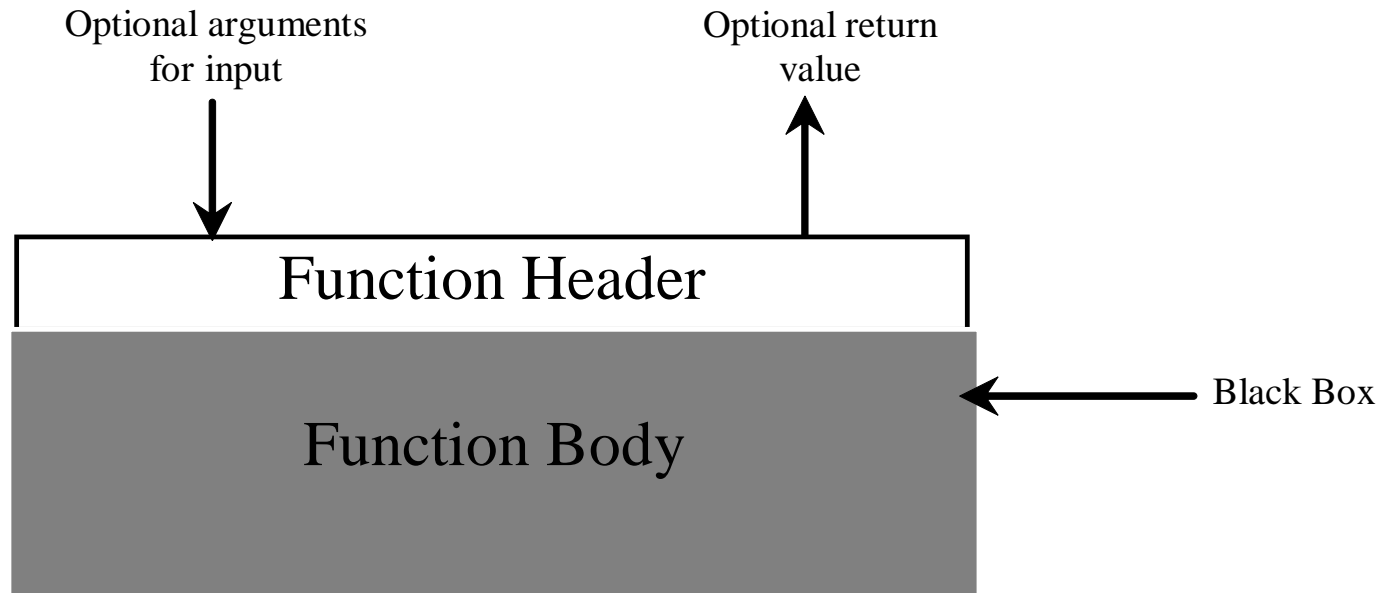 Optional arguments
for input
Optional return
value
Function Header
Black Box
Function Body